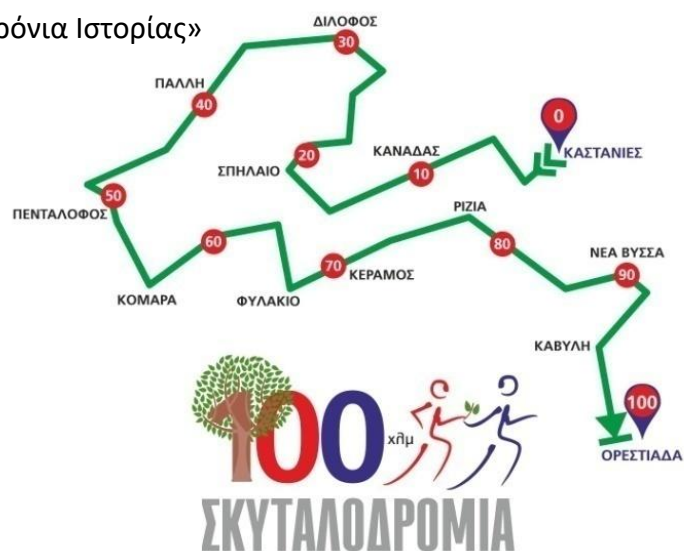 ρόνια Ιστορίας»
ΔΙΛΟΦΟΣ
30
ΠΑΛΛΗ
40
0
ΚΑΣΤΑΝΙΕΣ
ΚΑΝΑΔΑΣ
20
ΣΠΗΛΑΙΟ
10
50
ΠΕΝΤΑΛΟΦΟΣ
ΡΙΖΙΑ
60
80
ΝΕΑ ΒΥΣΣΑ
70
ΚΕΡΑΜΟΣ
90
ΚΟΜΑΡΑ
ΦΥΛΑΚΙΟ
ΚΑΒΥΛΗ
100
ΟΡΕΣΤΙΑΔΑ
100 χλμ
ΣΚΥΤΑΛΟΔΡΟΜΙΑ